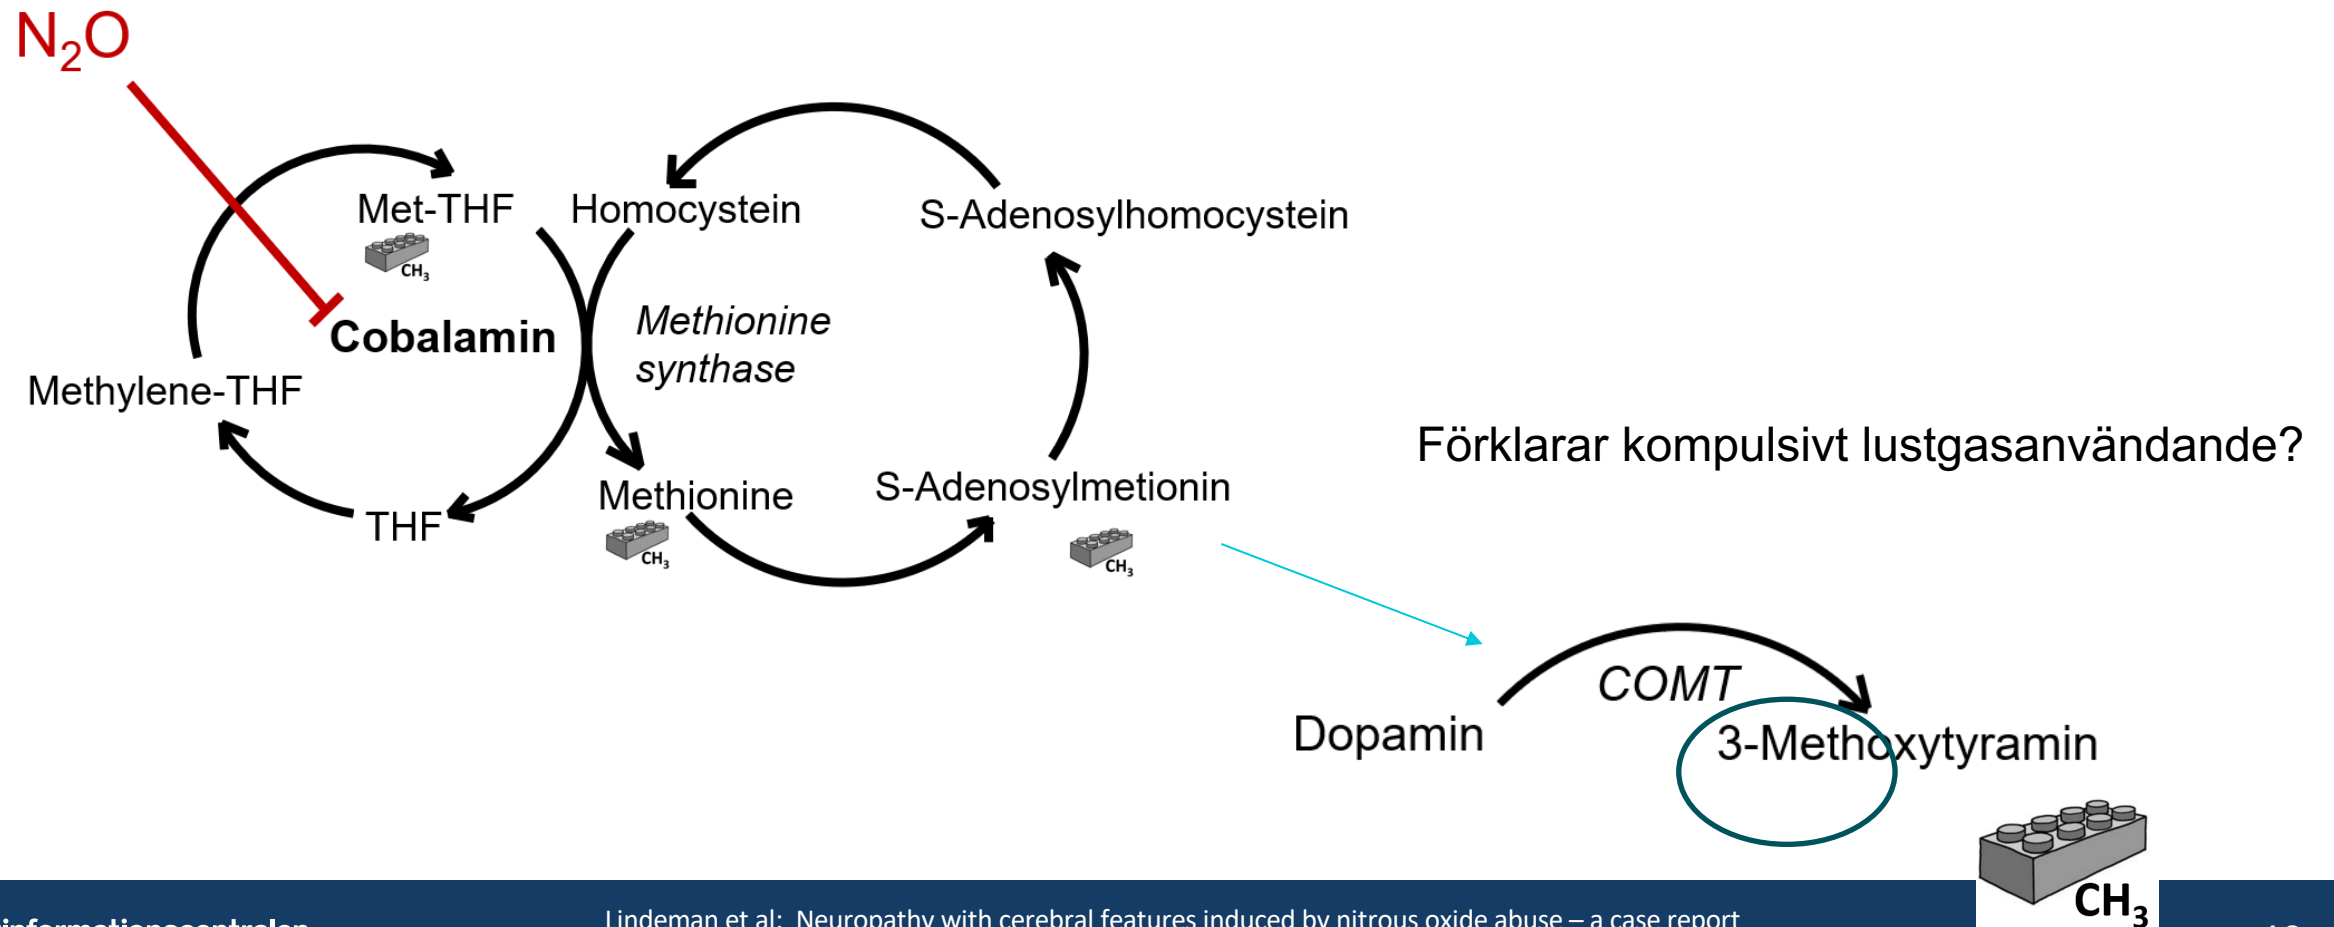 N₂O
Met-THF
CH₃
Homocystein
S-Adenosylhomocystein
Cobalamin
Methionine
synthase
Methylene-THF
THF
Methionine
CH₃
S-Adenosylmetionin
CH₃
Förklarar kompulsivt lustgasanvändande?
COMT
Dopamin
3-Methoxytyramin
CH₃
informationscentralen
Lindeman et al: Neuropathy with cerebral features induced by nitrous oxide abuse – a case report